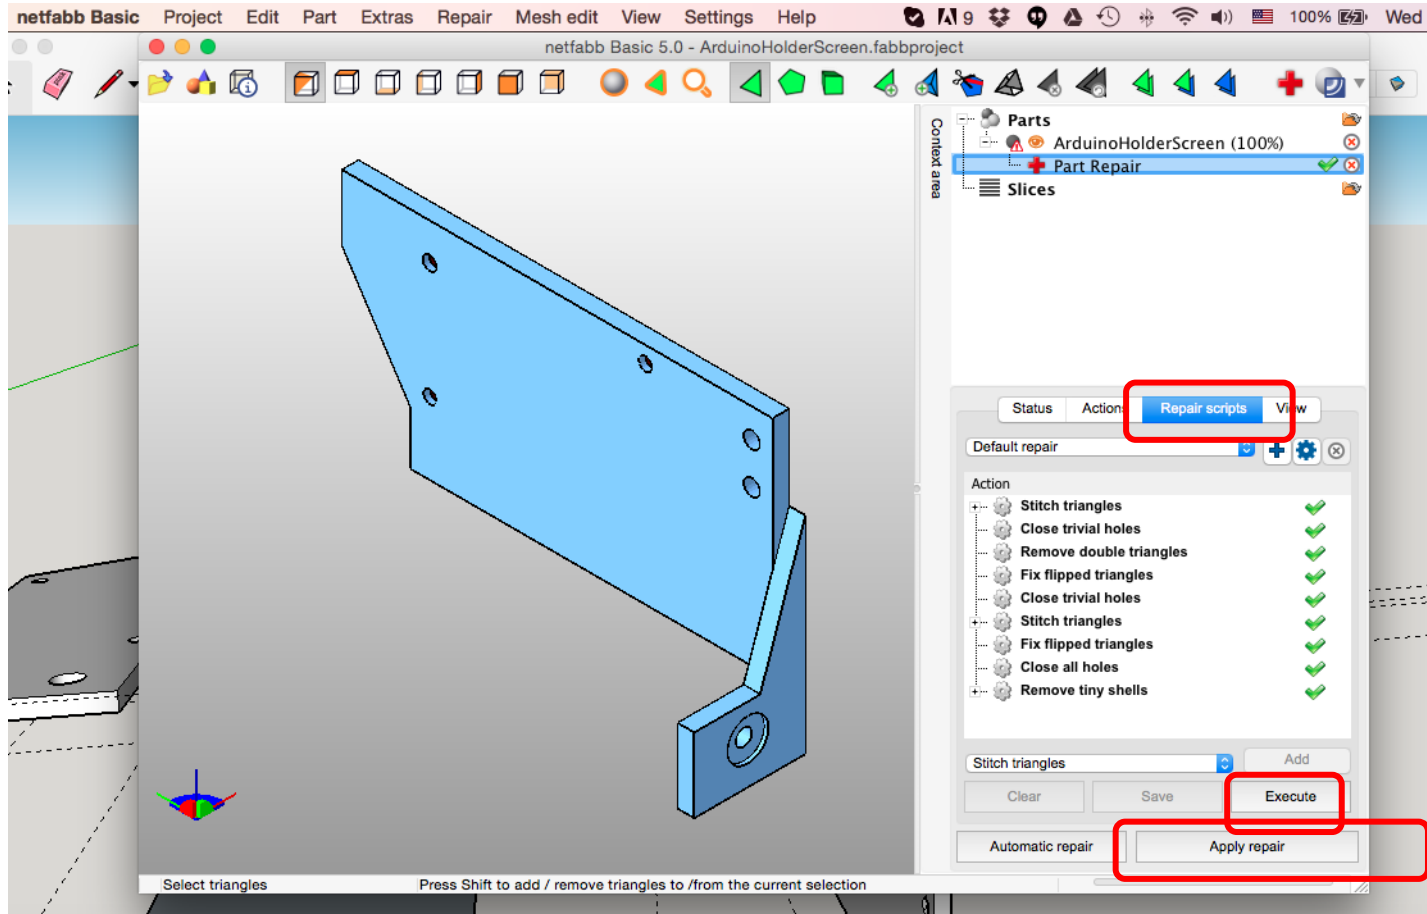 netfabb Basic Project Edit Part Extras Repair Mesh edit View Settings Help 9 100% Wed
netfabb Basic 5.0 - ArduinoHolderScreen.fabbproject
Context area
Parts
ArduinoHolderScreen (100%)
Part Repair
Slices
Status Actions Repair scripts View
Default repair
Action
Stitch triangles
Close trivial holes
Remove double triangles
Fix flipped triangles
Close trivial holes
Stitch triangles
Fix flipped triangles
Close all holes
Remove tiny shells
Stitch triangles Add
Clear Save Execute
Automatic repair Apply repair
Select triangles Press Shift to add / remove triangles to /from the current selection